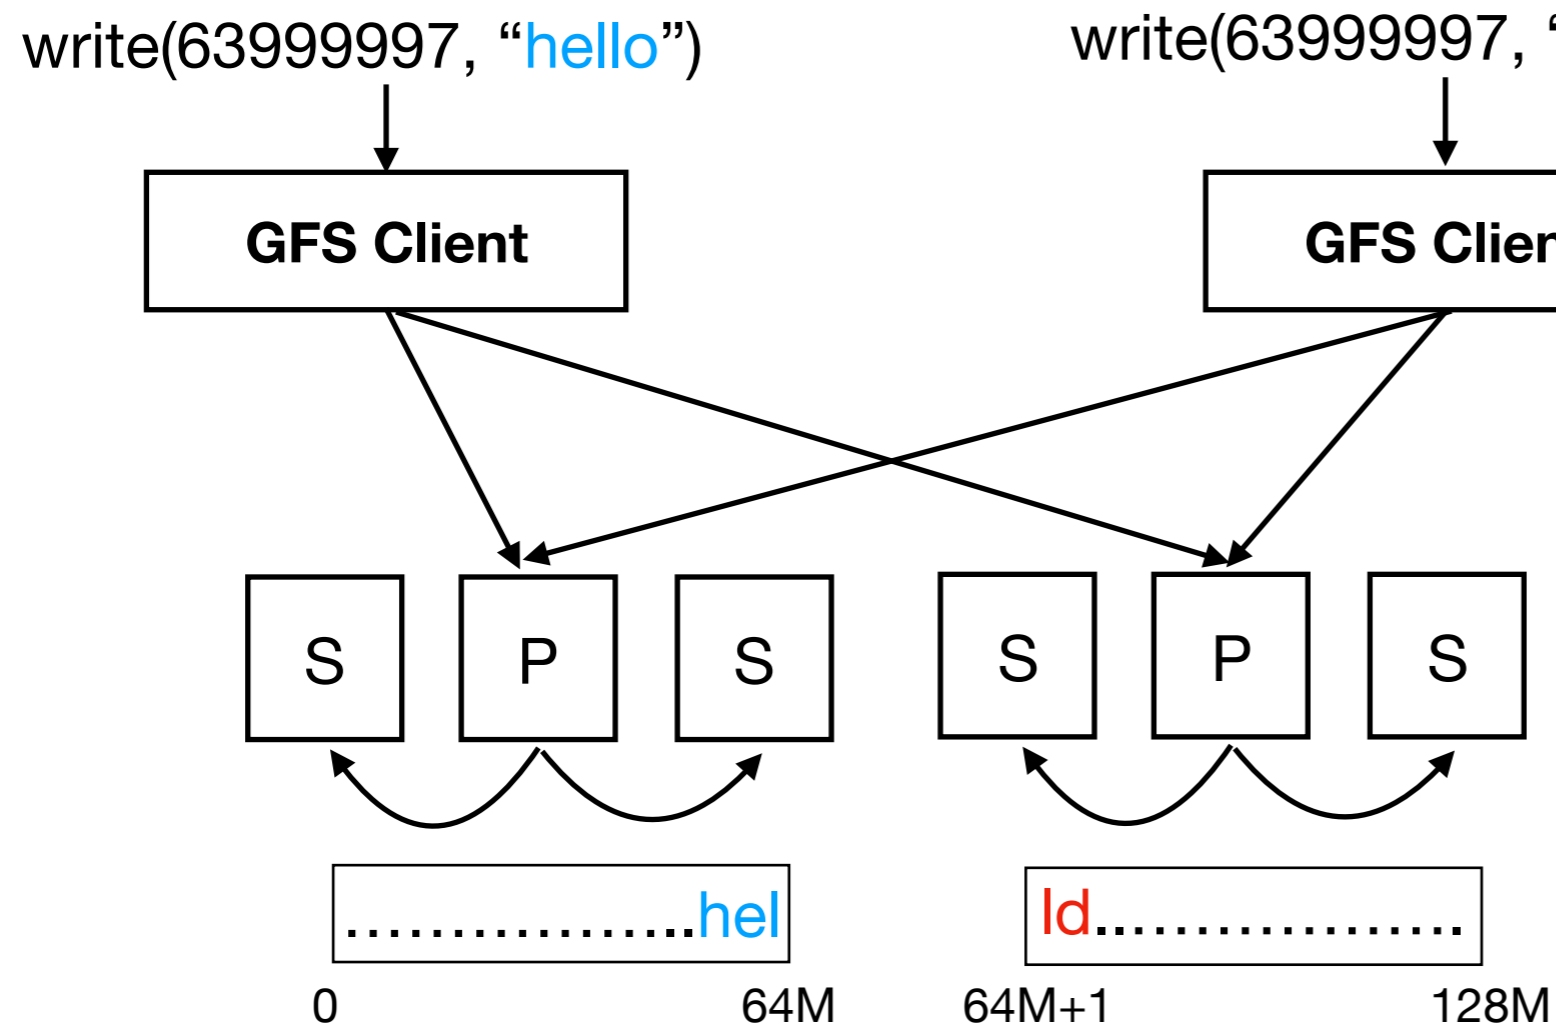 write(63999997, “hello”)
write(63999997, “
GFS Client
GFS Clien
S P S S P S
..................hel
ld..................
0 64M 64M+1 128M